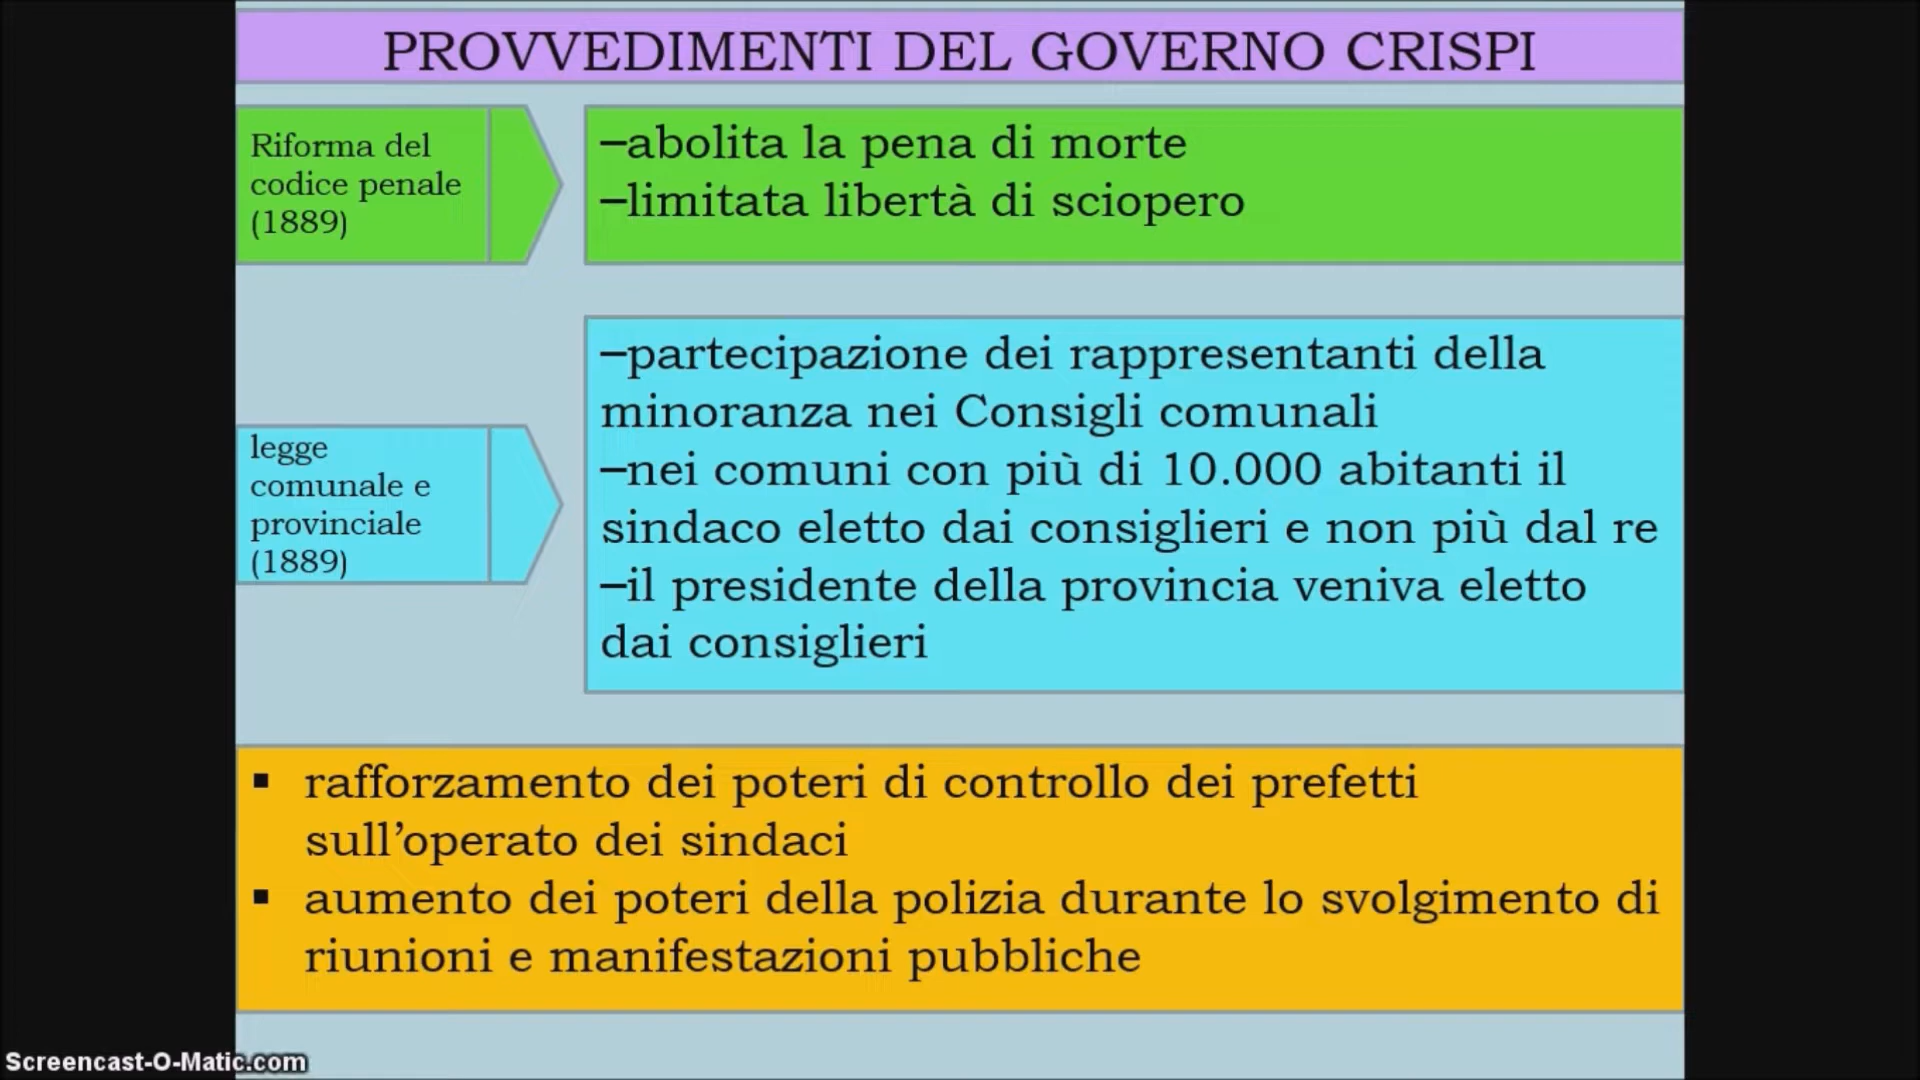 PROVVEDIMENTI DEL GOVERNO CRISPI
Riforma del
codice penale
(1889)
–abolita la pena di morte
–limitata libertà di sciopero
legge
comunale e
provinciale
(1889)
–partecipazione dei rappresentanti della
minoranza nei Consigli comunali
–nei comuni con più di 10.000 abitanti il
sindaco eletto dai consiglieri e non più dal re
–il presidente della provincia veniva eletto
dai consiglieri
▪ rafforzamento dei poteri di controllo dei prefetti
sull’operato dei sindaci
▪ aumento dei poteri della polizia durante lo svolgimento di
riunioni e manifestazioni pubbliche
Screencast-O-Matic.com